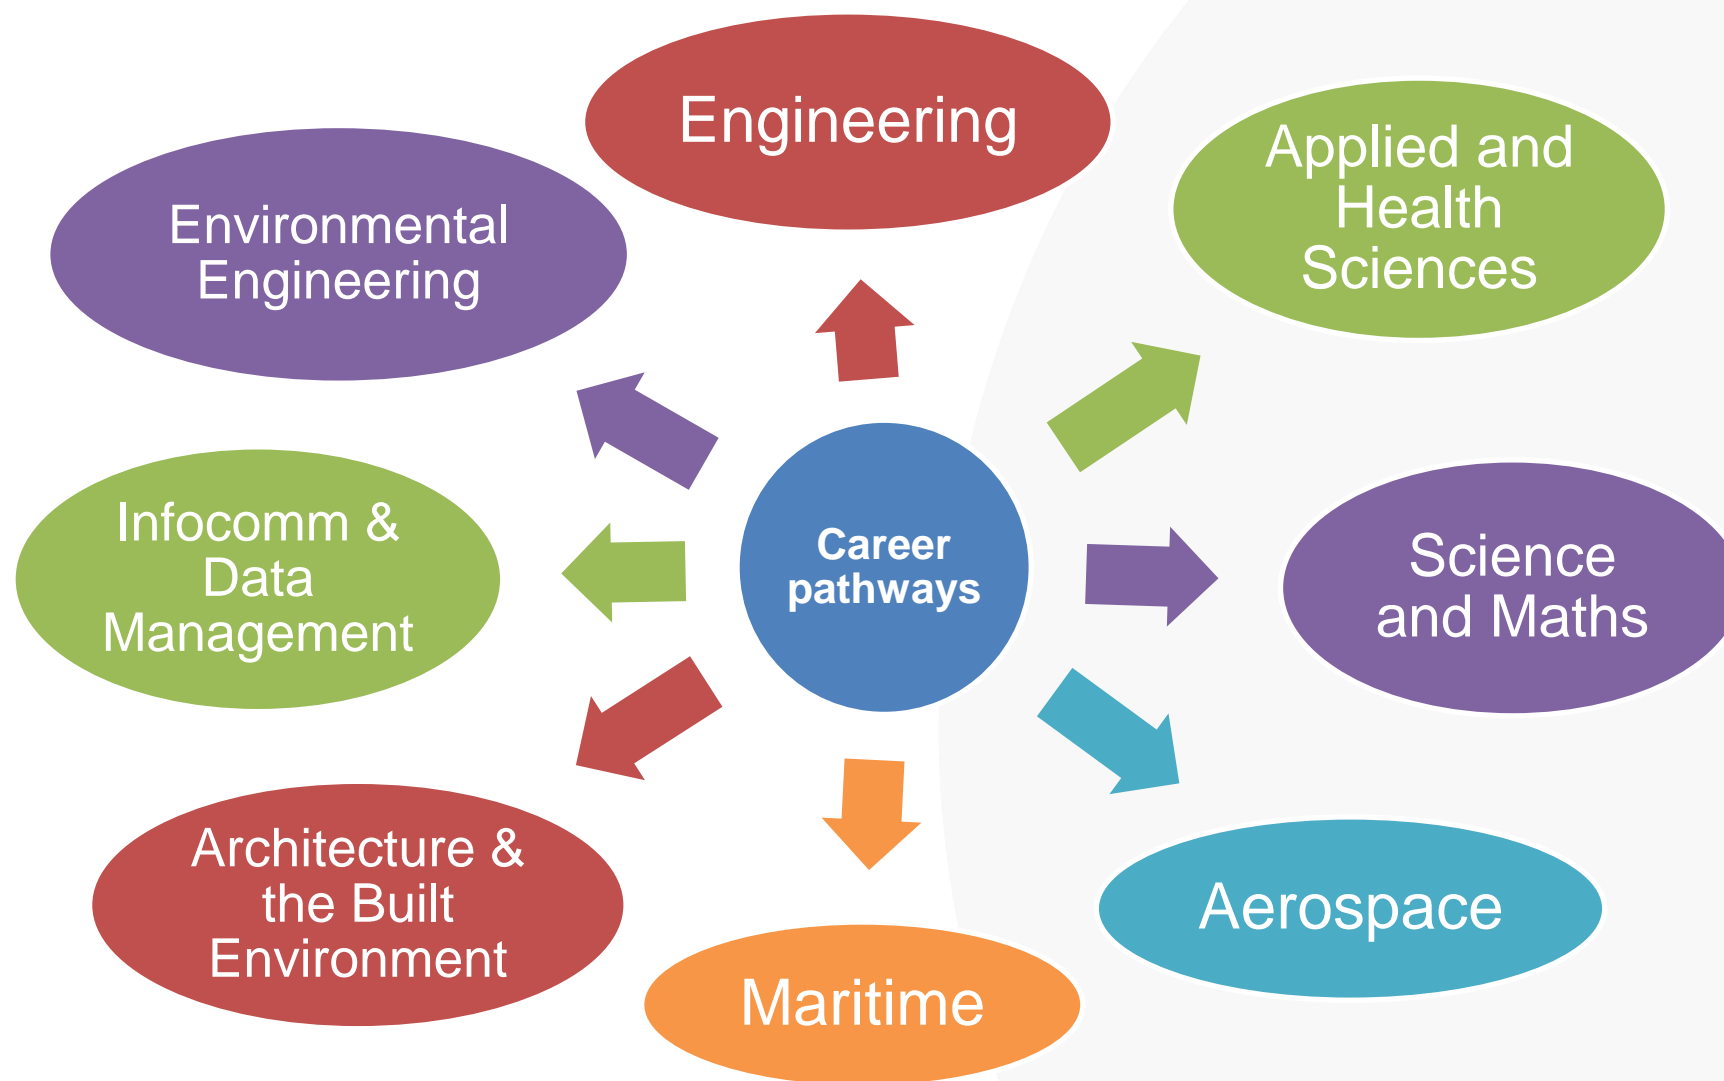 Engineering
Applied and
Health
Sciences
Environmental
Engineering
Infocomm &
Data
Management
Career
pathways
Science
and Maths
Architecture &
the Built
Environment
Aerospace
Maritime